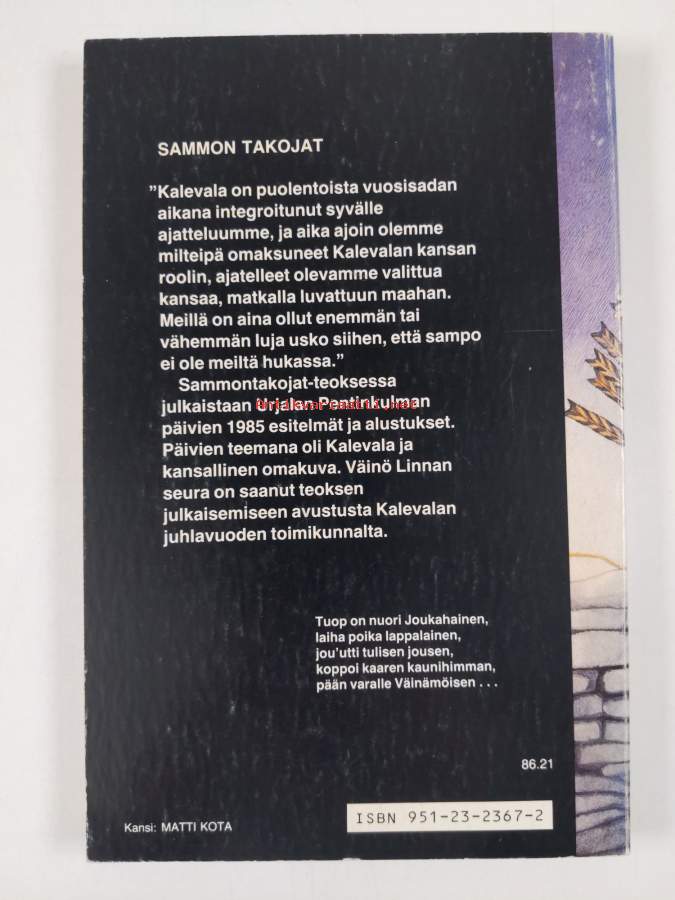 SAMMON TAKOJAT
"Kalevala on puolentoista vuosisadan
aikana integroitunut syvälle
ajatteluumme, ja aika ajoin olemme
milteipä omaksuneet Kalevalan kansan
roolin, ajatelleet olevamme valittua
kansaa, matkalla luvattuun maahan.
Meillä on aina ollut enemmän tai
vähemmän luja usko siihen, että sampo
ei ole meiltä hukassa."
Sammontakojat-teoksessa
julkaistaan Urjalan Pentinkulman
päivien 1985 esitelmät ja alustukset.
Päivien teemana oli Kalevala ja
kansallinen omakuva. Väinö Linnan
seura on saanut teoksen
julkaisemiseen avustusta Kalevalan
juhlavuoden toimikunnalta.
Tuop on nuori Joukahainen,
laiha poika lappalainen,
jou'utti tulisen jousen,
koppoi kaaren kaunihimman,
pään varalle Väinämöisen . . .
86.21
Kansi: MATTI KOTA
ISBN 951-23-2367-2